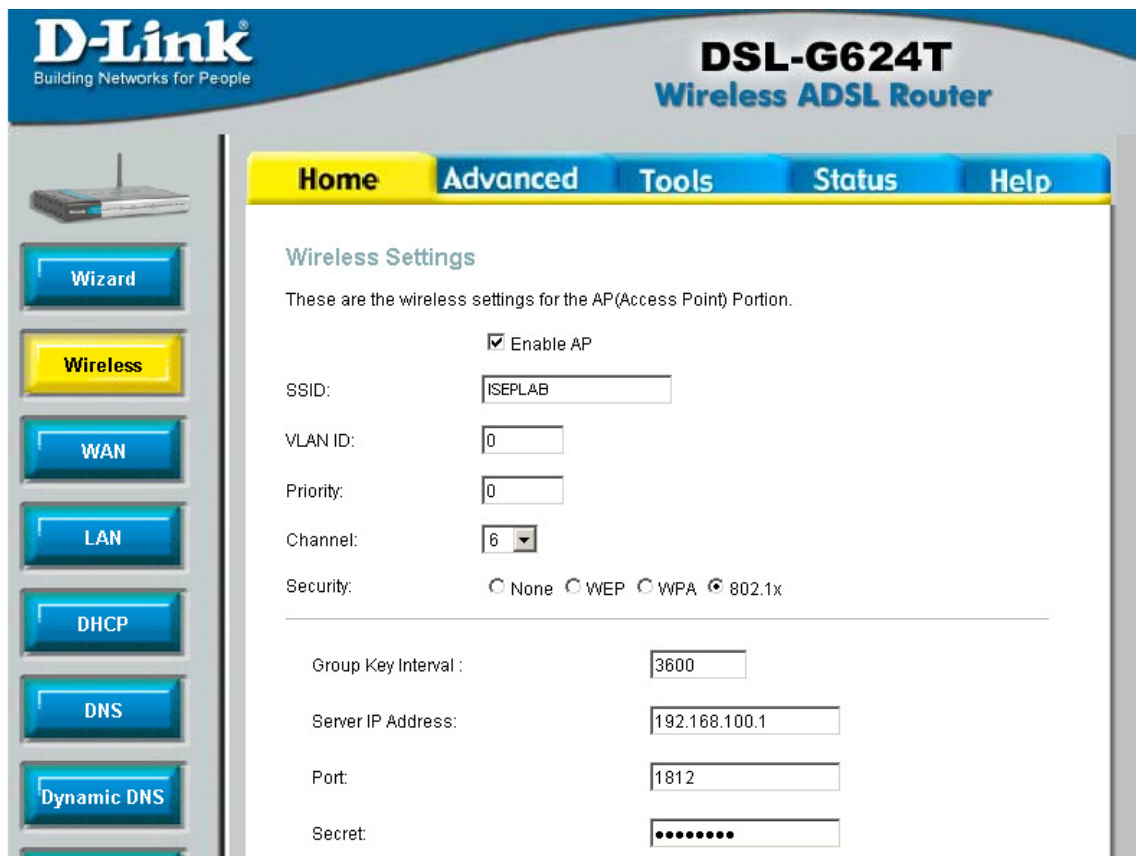 D-Link®
Building Networks for People
DSL-G624T
Wireless ADSL Router
Home
Advanced
Tools
Status
Help
Wizard
Wireless
WAN
LAN
DHCP
DNS
Dynamic DNS
Wireless Settings
These are the wireless settings for the AP(Access Point) Portion.
Enable AP
SSID: ISEPLAB
VLAN ID: 0
Priority: 0
Channel: 6
Security: None WEP WPA 802.1x
Group Key Interval : 3600
Server IP Address: 192.168.100.1
Port: 1812
Secret: ••••••••